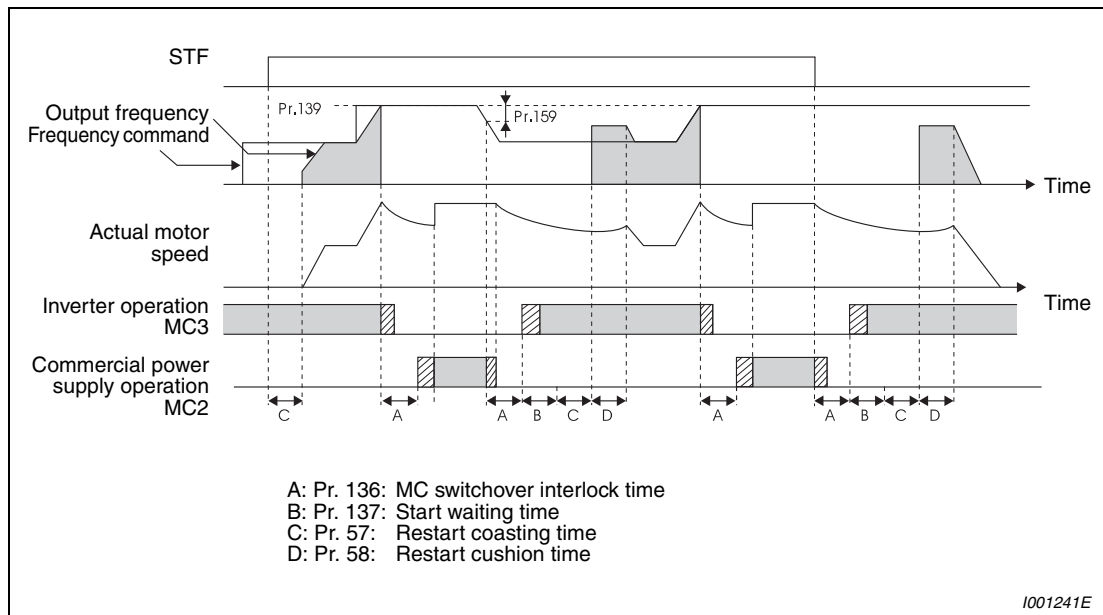 STF
Output frequency
Frequency command
Pr.139
Pr.159
Time
Actual motor
speed
Time
Inverter operation
MC3
Commercial power
supply operation
MC2
C
A
A
B
C
D
A
A
B
C
D
A: Pr. 136: MC switchover interlock time
B: Pr. 137: Start waiting time
C: Pr. 57: Restart coasting time
D: Pr. 58: Restart cushion time
I001241E